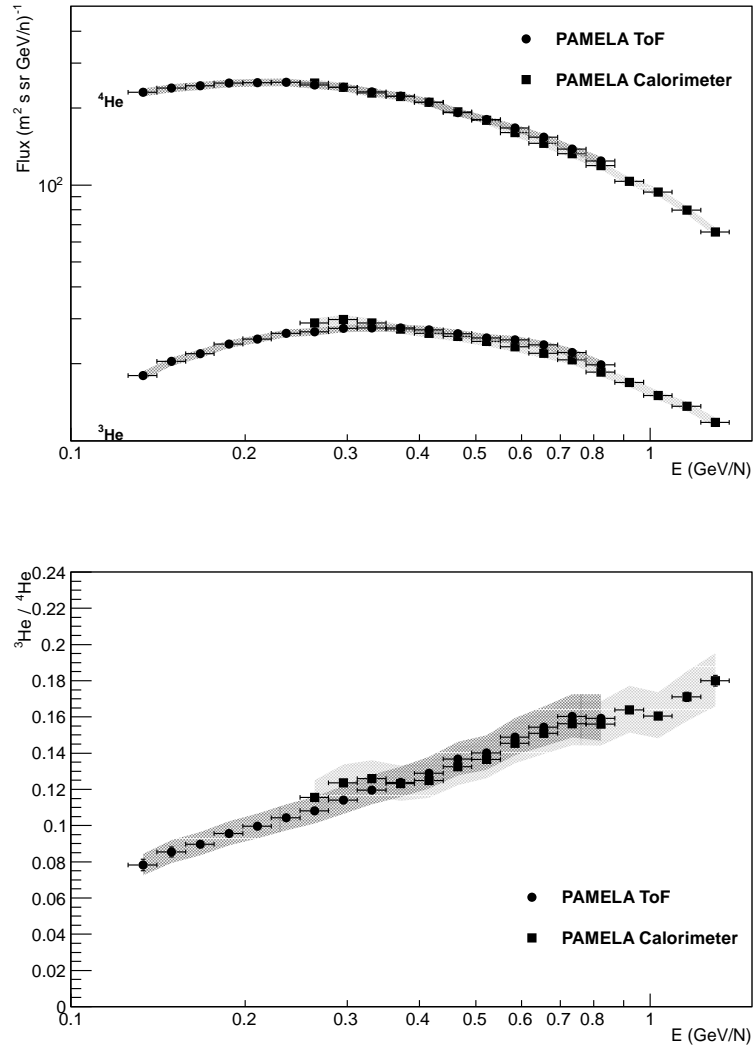 Flux (m² s sr GeV/n)⁻¹
PAMELA ToF
PAMELA Calorimeter
⁴He
10²
³He
0.1 0.2 0.3 0.4 0.5 0.6 0.7 0.8 1
E (GeV/N)
³He / ⁴He
0.24
0.22
0.2
0.18
0.16
0.14
0.12
0.1
0.08
0.06
0.04
0.02
0
PAMELA ToF
PAMELA Calorimeter
0.1 0.2 0.3 0.4 0.5 0.6 0.7 0.8 1
E (GeV/N)